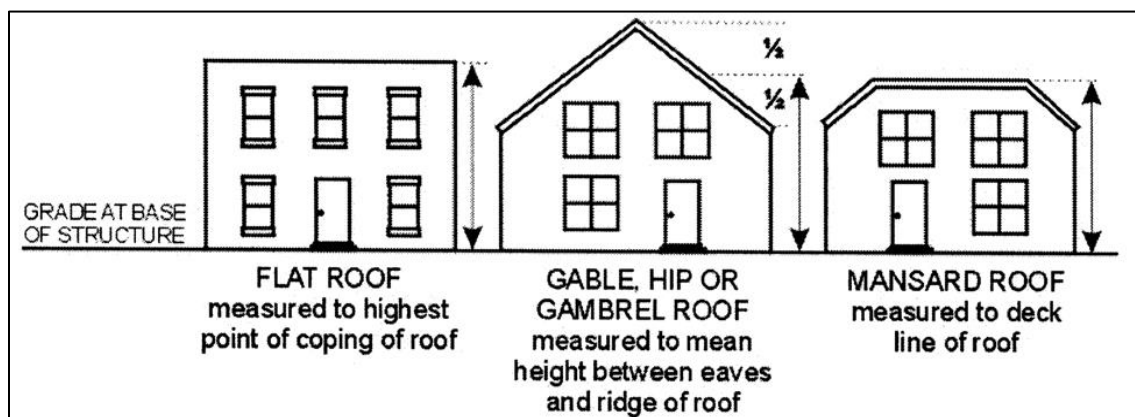 ½
½
GRADE AT BASE
OF STRUCTURE
FLAT ROOF
measured to highest
point of coping of roof
GABLE, HIP OR
GAMBREL ROOF
measured to mean
height between eaves
and ridge of roof
MANSARD ROOF
measured to deck
line of roof